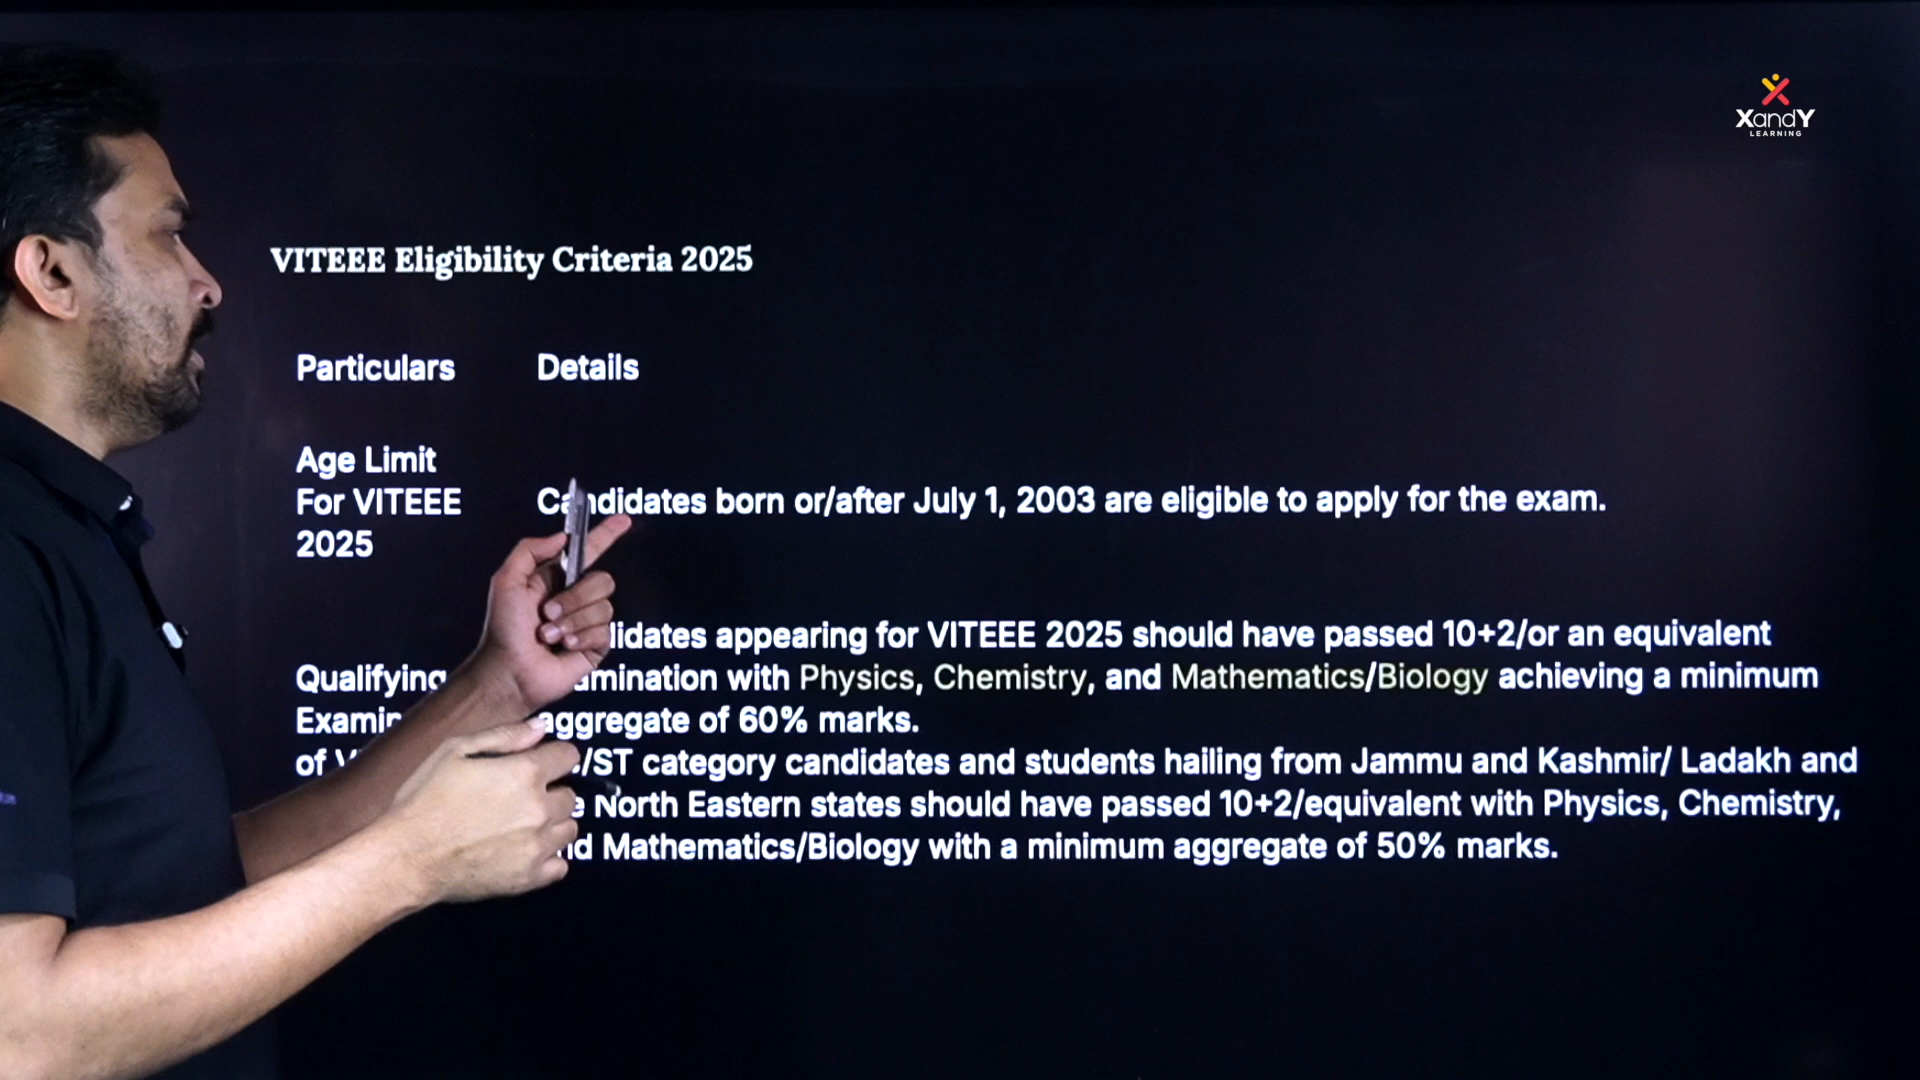 XandY
LEARNING
VITEEE Eligibility Criteria 2025
Particulars Details
Age Limit
For VITEEE
2025
Candidates born or/after July 1, 2003 are eligible to apply for the exam.
appearing for VITEEE 2025 should have passed 10+2/or an equivalent
Qualifying with Physics, Chemistry, and Mathematics/Biology achieving a minimum
aggregate of 60% marks.
of /ST category candidates and students hailing from Jammu and Kashmir/ Ladakh and
North Eastern states should have passed 10+2/equivalent with Physics, Chemistry,
Mathematics/Biology with a minimum aggregate of 50% marks.